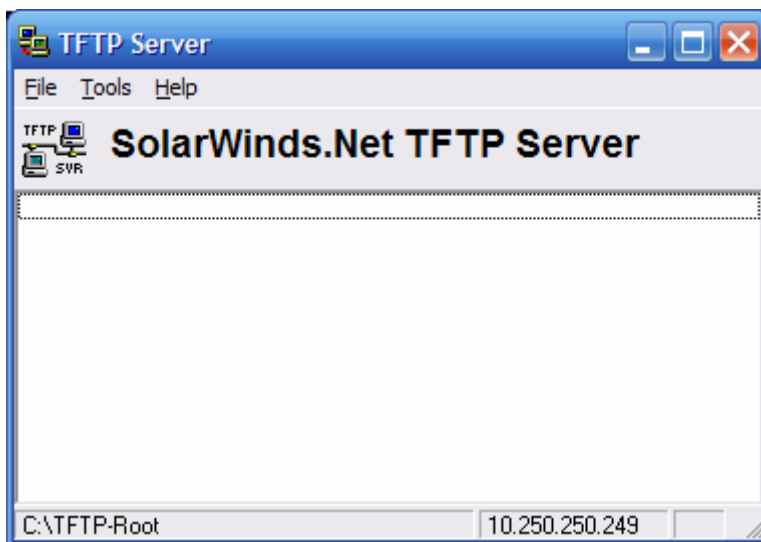 TFTP Server
File Tools Help
TFTP
SVR
SolarWinds.Net TFTP Server
C:\TFTP-Root 10.250.250.249